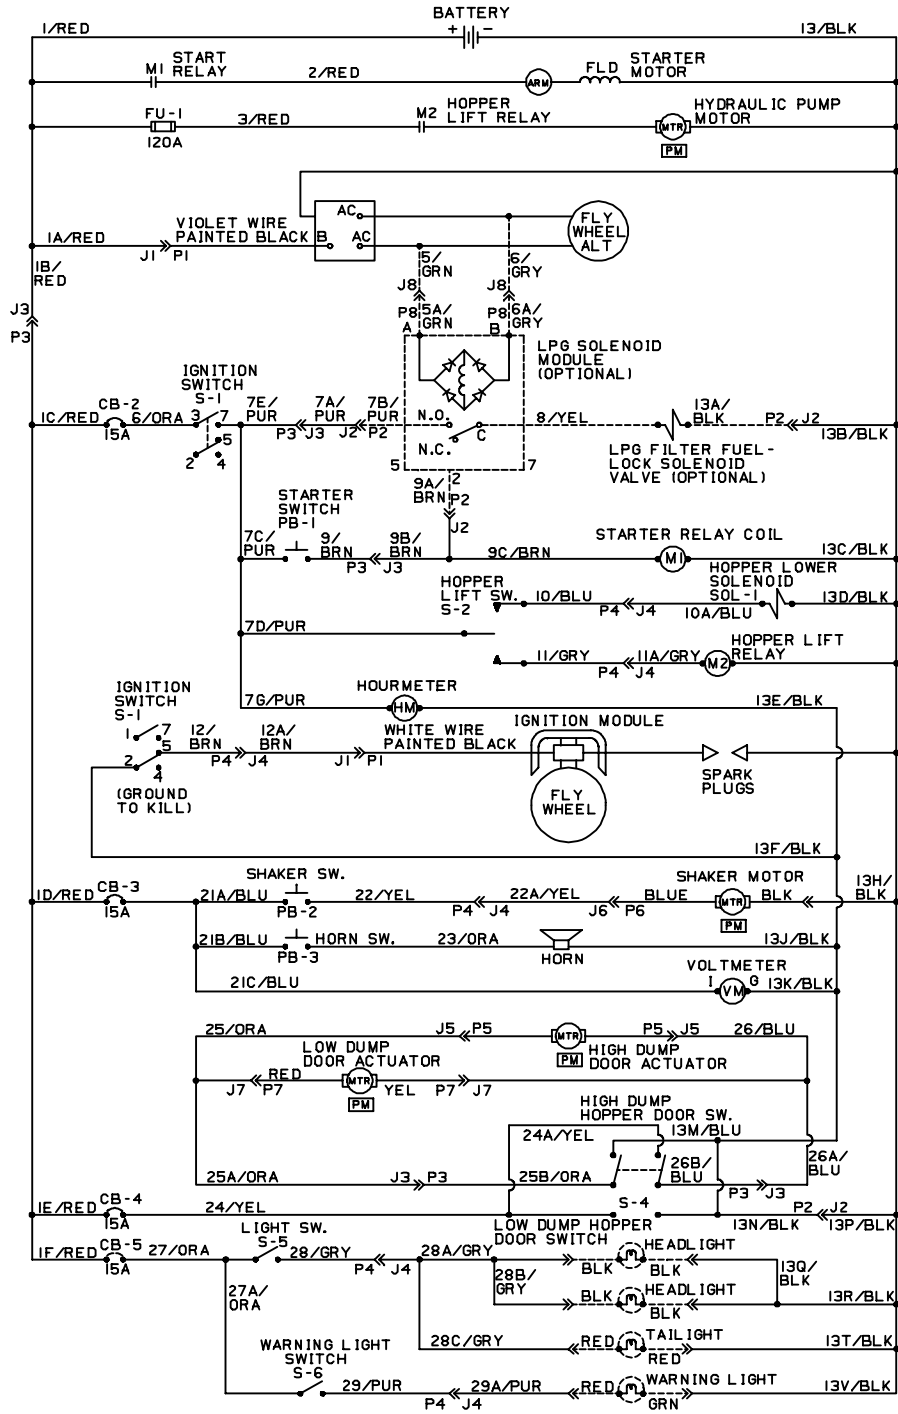 BATTERY
1/RED
+ -
13/BLK
START
RELAY
M1
2/RED
ARM
FLD
STARTER
MOTOR
FU-1
120A
3/RED
M2
HOPPER
LIFT RELAY
MTR
PM
HYDRAULIC PUMP
MOTOR
1A/RED
J1 P1
VIOLET WIRE
PAINTED BLACK
B
AC
AC
FLY
WHEEL
ALT
1B/
RED
5/
GRN
6/
GRY
J8
J8
J3
P3
P8
5A/
GRN
P8
6A/
GRY
A
B
LPG SOLENOID
MODULE
(OPTIONAL)
IGNITION
SWITCH
S-1
1C/RED
CB-2
15A
6/ORA
3
7
5
2
4
7E/
PUR
7A/
PUR
7B/
PUR
P3 J3
J2 P2
N.O.
C
N.C.
5
7
2
8/YEL
13A/
BLK
P2 J2
13B/BLK
LPG FILTER FUEL-
LOCK SOLENOID
VALVE (OPTIONAL)
9A/
BRN
P2
J2
STARTER
SWITCH
PB-1
7C/
PUR
9/
BRN
9B/
BRN
P3 J3
9C/BRN
STARTER RELAY COIL
M1
13C/BLK
HOPPER
LIFT SW.
S-2
10/BLU
P4 J4
10A/BLU
HOPPER LOWER
SOLENOID
SOL-1
13D/BLK
7D/PUR
11/GRY
P4 J4
11A/GRY
M2
HOPPER LIFT
RELAY
7G/PUR
HOURMETER
HM
13E/BLK
IGNITION
SWITCH
S-1
1
7
5
2
4
(GROUND
TO KILL)
12/
BRN
12A/
BRN
P4 J4
J1 P1
WHITE WIRE
PAINTED BLACK
IGNITION MODULE
FLY
WHEEL
SPARK
PLUGS
13F/BLK
1D/RED
CB-3
15A
21A/BLU
SHAKER SW.
PB-2
22/YEL
P4 J4
22A/YEL
J6 P6
BLUE
SHAKER MOTOR
MTR
PM
BLK
13H/
BLK
21B/BLU
PB-3
HORN SW.
23/ORA
HORN
13J/BLK
21C/BLU
VOLTMETER
I
VM
G
13K/BLK
25/ORA
J5 P5
MTR
PM
P5 J5
26/BLU
HIGH DUMP
DOOR ACTUATOR
LOW DUMP
DOOR ACTUATOR
J7 P7
RED
MTR
PM
YEL
P7 J7
HIGH DUMP
HOPPER DOOR SW.
24A/YEL
13M/BLU
26A/
BLU
26B/
BLU
25A/ORA
J3 P3
25B/ORA
P3 J3
S-4
1E/RED
CB-4
15A
24/YEL
LOW DUMP HOPPER
DOOR SWITCH
13N/BLK
P2 J2
13P/BLK
1F/RED
CB-5
15A
27/ORA
LIGHT SW.
S-5
28/GRY
P4 J4
28A/GRY
BLK
HEADLIGHT
BLK
13Q/
BLK
28B/
GRY
BLK
HEADLIGHT
BLK
13R/BLK
27A/
ORA
28C/GRY
RED
TAILIGHT
RED
13T/BLK
WARNING LIGHT
SWITCH
S-6
29/PUR
P4 J4
29A/PUR
RED
WARNING LIGHT
GRN
13V/BLK